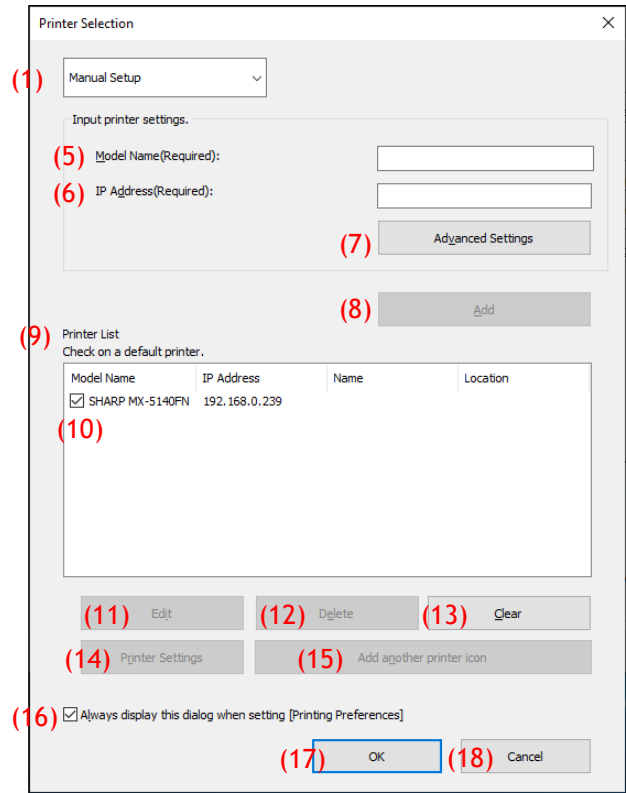 Printer Selection
(1) Manual Setup
Input printer settings.
(5) Model Name(Required):
(6) IP Address(Required):
(7) Advanced Settings
(8) Add
(9) Printer List
Check on a default printer.
Model Name IP Address Name Location
SHARP MX-5140FN 192.168.0.239
(10)
(11) Edit (12) Delete (13) Clear
(14) Printer Settings (15) Add another printer icon
(16) Always display this dialog when setting [Printing Preferences]
(17) OK (18) Cancel